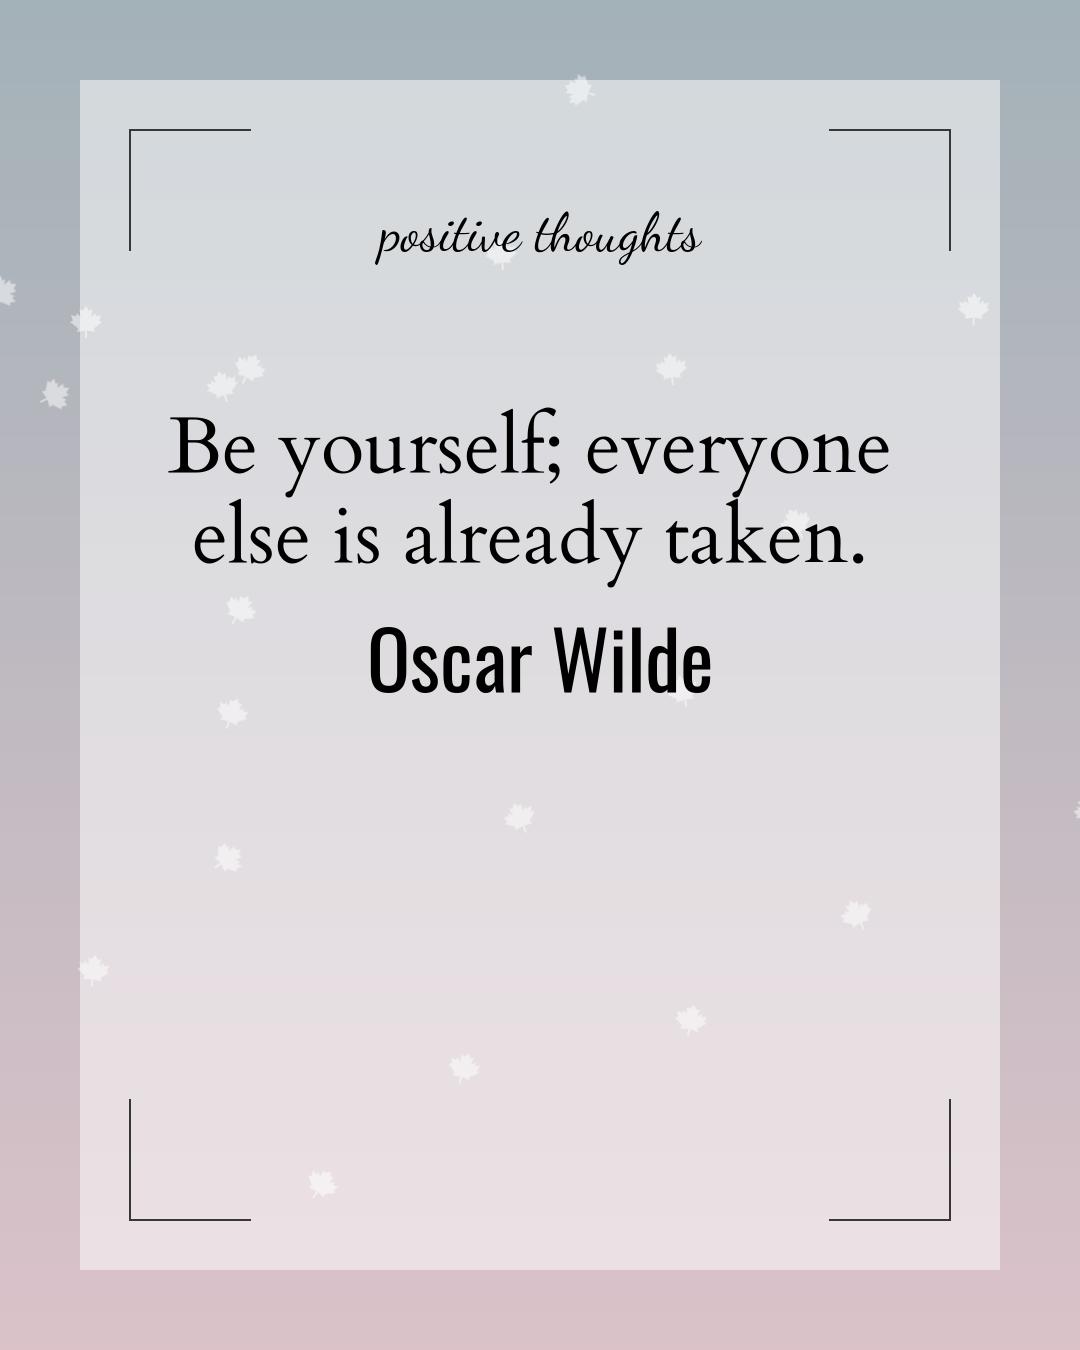 positive thoughts
Be yourself; everyone
else is already taken.
Oscar Wilde